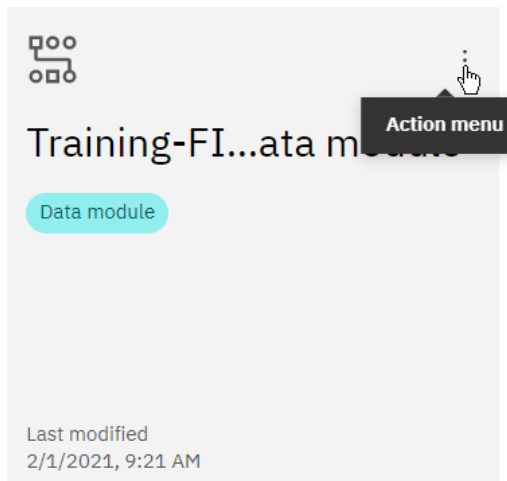 Action menu
Training-FI...ata
Data module
Last modified
2/1/2021, 9:21 AM